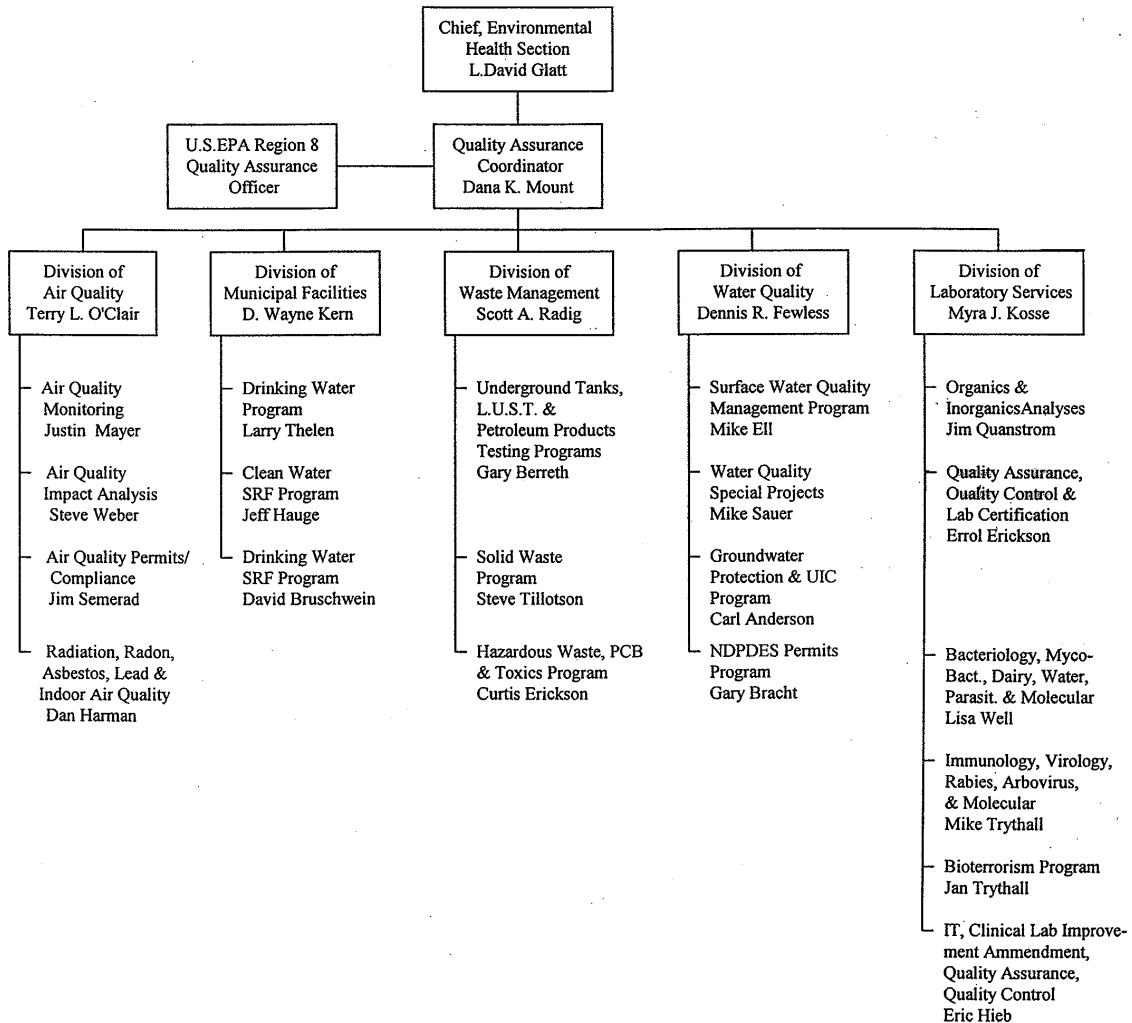 Chief, Environmental
Health Section
L.David Glatt
U.S.EPA Region 8
Quality Assurance
Officer
Quality Assurance
Coordinator
Dana K. Mount
Division of
Air Quality
Terry L. O'Clair
Air Quality
Monitoring
Justin Mayer
Air Quality
Impact Analysis
Steve Weber
Air Quality Permits/
Compliance
Jim Semerad
Radiation, Radon,
Asbestos, Lead &
Indoor Air Quality
Dan Harman
Division of
Municipal Facilities
D. Wayne Kern
Drinking Water
Program
Larry Thelen
Clean Water
SRF Program
Jeff Hauge
Drinking Water
SRF Program
David Bruschwein
Division of
Waste Management
Scott A. Radig
Underground Tanks,
L.U.S.T. &
Petroleum Products
Testing Programs
Gary Berreth
Solid Waste
Program
Steve Tillotson
Hazardous Waste, PCB
& Toxics Program
Curtis Erickson
Division of
Water Quality
Dennis R. Fewless
Surface Water Quality
Management Program
Mike Ell
Water Quality
Special Projects
Mike Sauer
Groundwater
Protection & UIC
Program
Carl Anderson
NDPDES Permits
Program
Gary Bracht
Division of
Laboratory Services
Myra J. Kosse
Organics &
InorganicsAnalyses
Jim Quanstrom
Quality Assurance,
Quality Control &
Lab Certification
Errol Erickson
Bacteriology, Myco-
Bact., Dairy, Water,
Parasit. & Molecular
Lisa Well
Immunology, Virology,
Rabies, Arbovirus,
& Molecular
Mike Trythall
Bioterrorism Program
Jan Trythall
IT, Clinical Lab Improve-
ment Ammendment,
Quality Assurance,
Quality Control
Eric Hieb